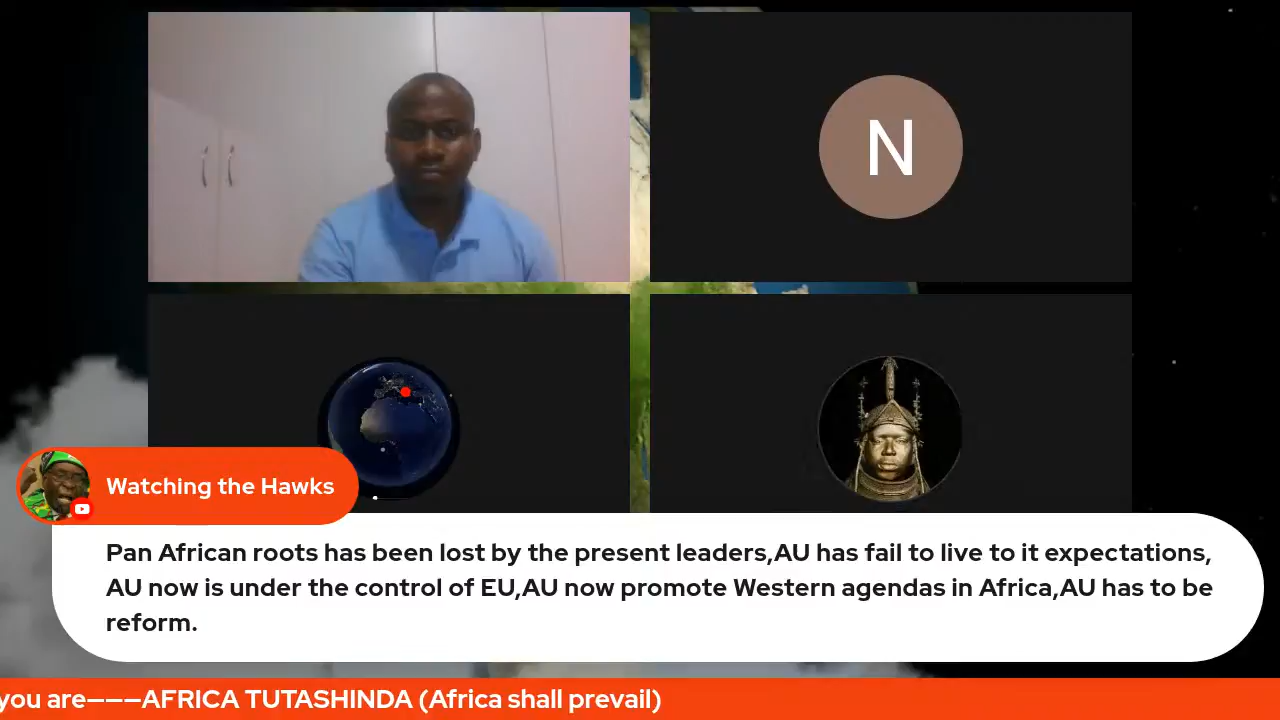 N
Watching the Hawks
Pan African roots has been lost by the present leaders,AU has fail to live to it expectations,
AU now is under the control of EU,AU now promote Western agendas in Africa,AU has to be
reform.
you are———AFRICA TUTASHINDA (Africa shall prevail)